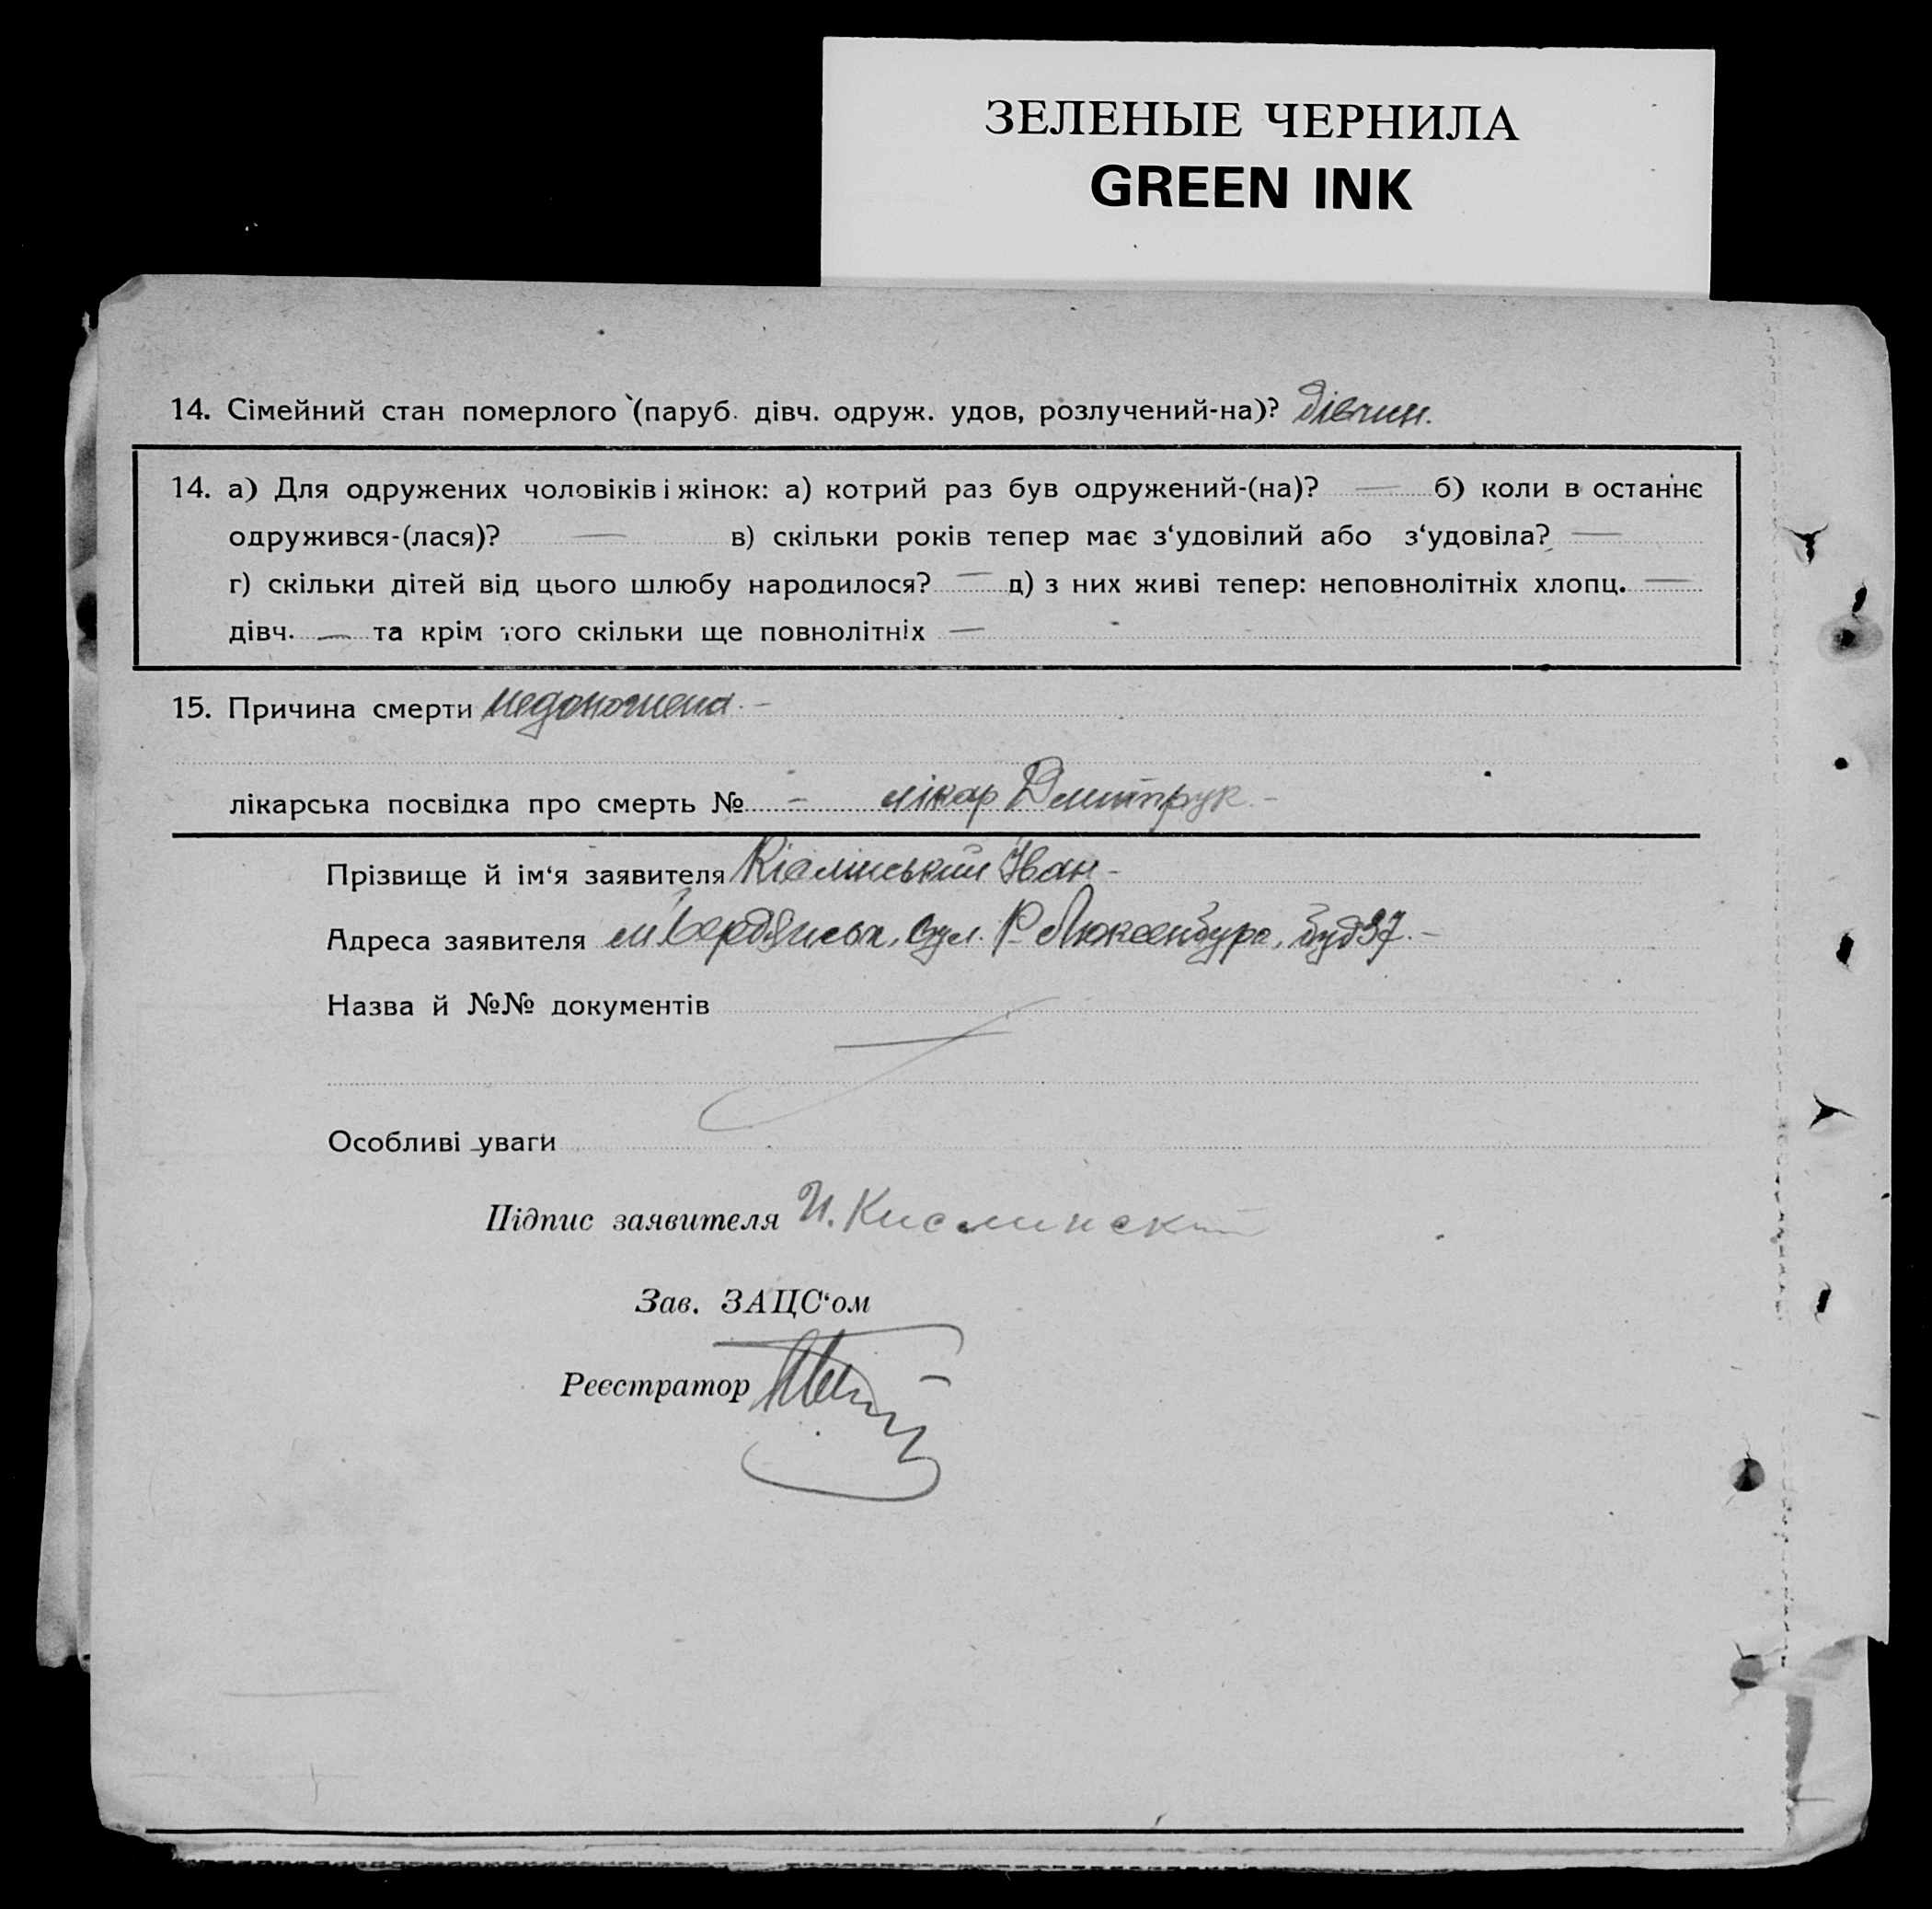 ЗЕЛЕНЫЕ ЧЕРНИЛА
GREEN INK
14. Сімейний стан померлого (паруб. дівч. одруж. удов, розлучений-на)? дівчин.
14. а) Для одружених чоловіків і жінок: а) котрий раз був одружений-(на)? — б) коли в останнє
одружився-(лася)? — в) скільки років тепер має з‘удовілий або з‘удовіла? —
г) скільки дітей від цього шлюбу народилося? — д) з них живі тепер: неповнолітніх хлопц. —
дівч. — та крім того скільки ще повнолітніх —
15. Причина смерти недоношена. -
лікарська посвідка про смерть № - лікар Дмитрук. -
Прізвище й ім‘я заявителя Кісмінський Іван -
Адреса заявителя м. Бердянськ, вул. Р. Люксенбург, буд 37. -
Назва й №№ документів
Особливі уваги
Підпис заявителя И. Кисминский
Зав. ЗАЦС‘ом
Реєстратор